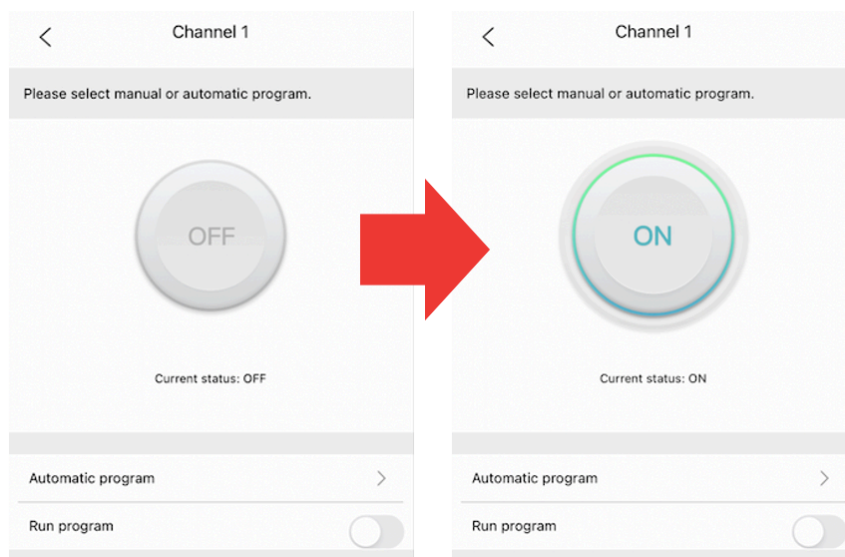 Channel 1
Please select manual or automatic program.
OFF
Current status: OFF
Automatic program
Run program
Channel 1
Please select manual or automatic program.
ON
Current status: ON
Automatic program
Run program